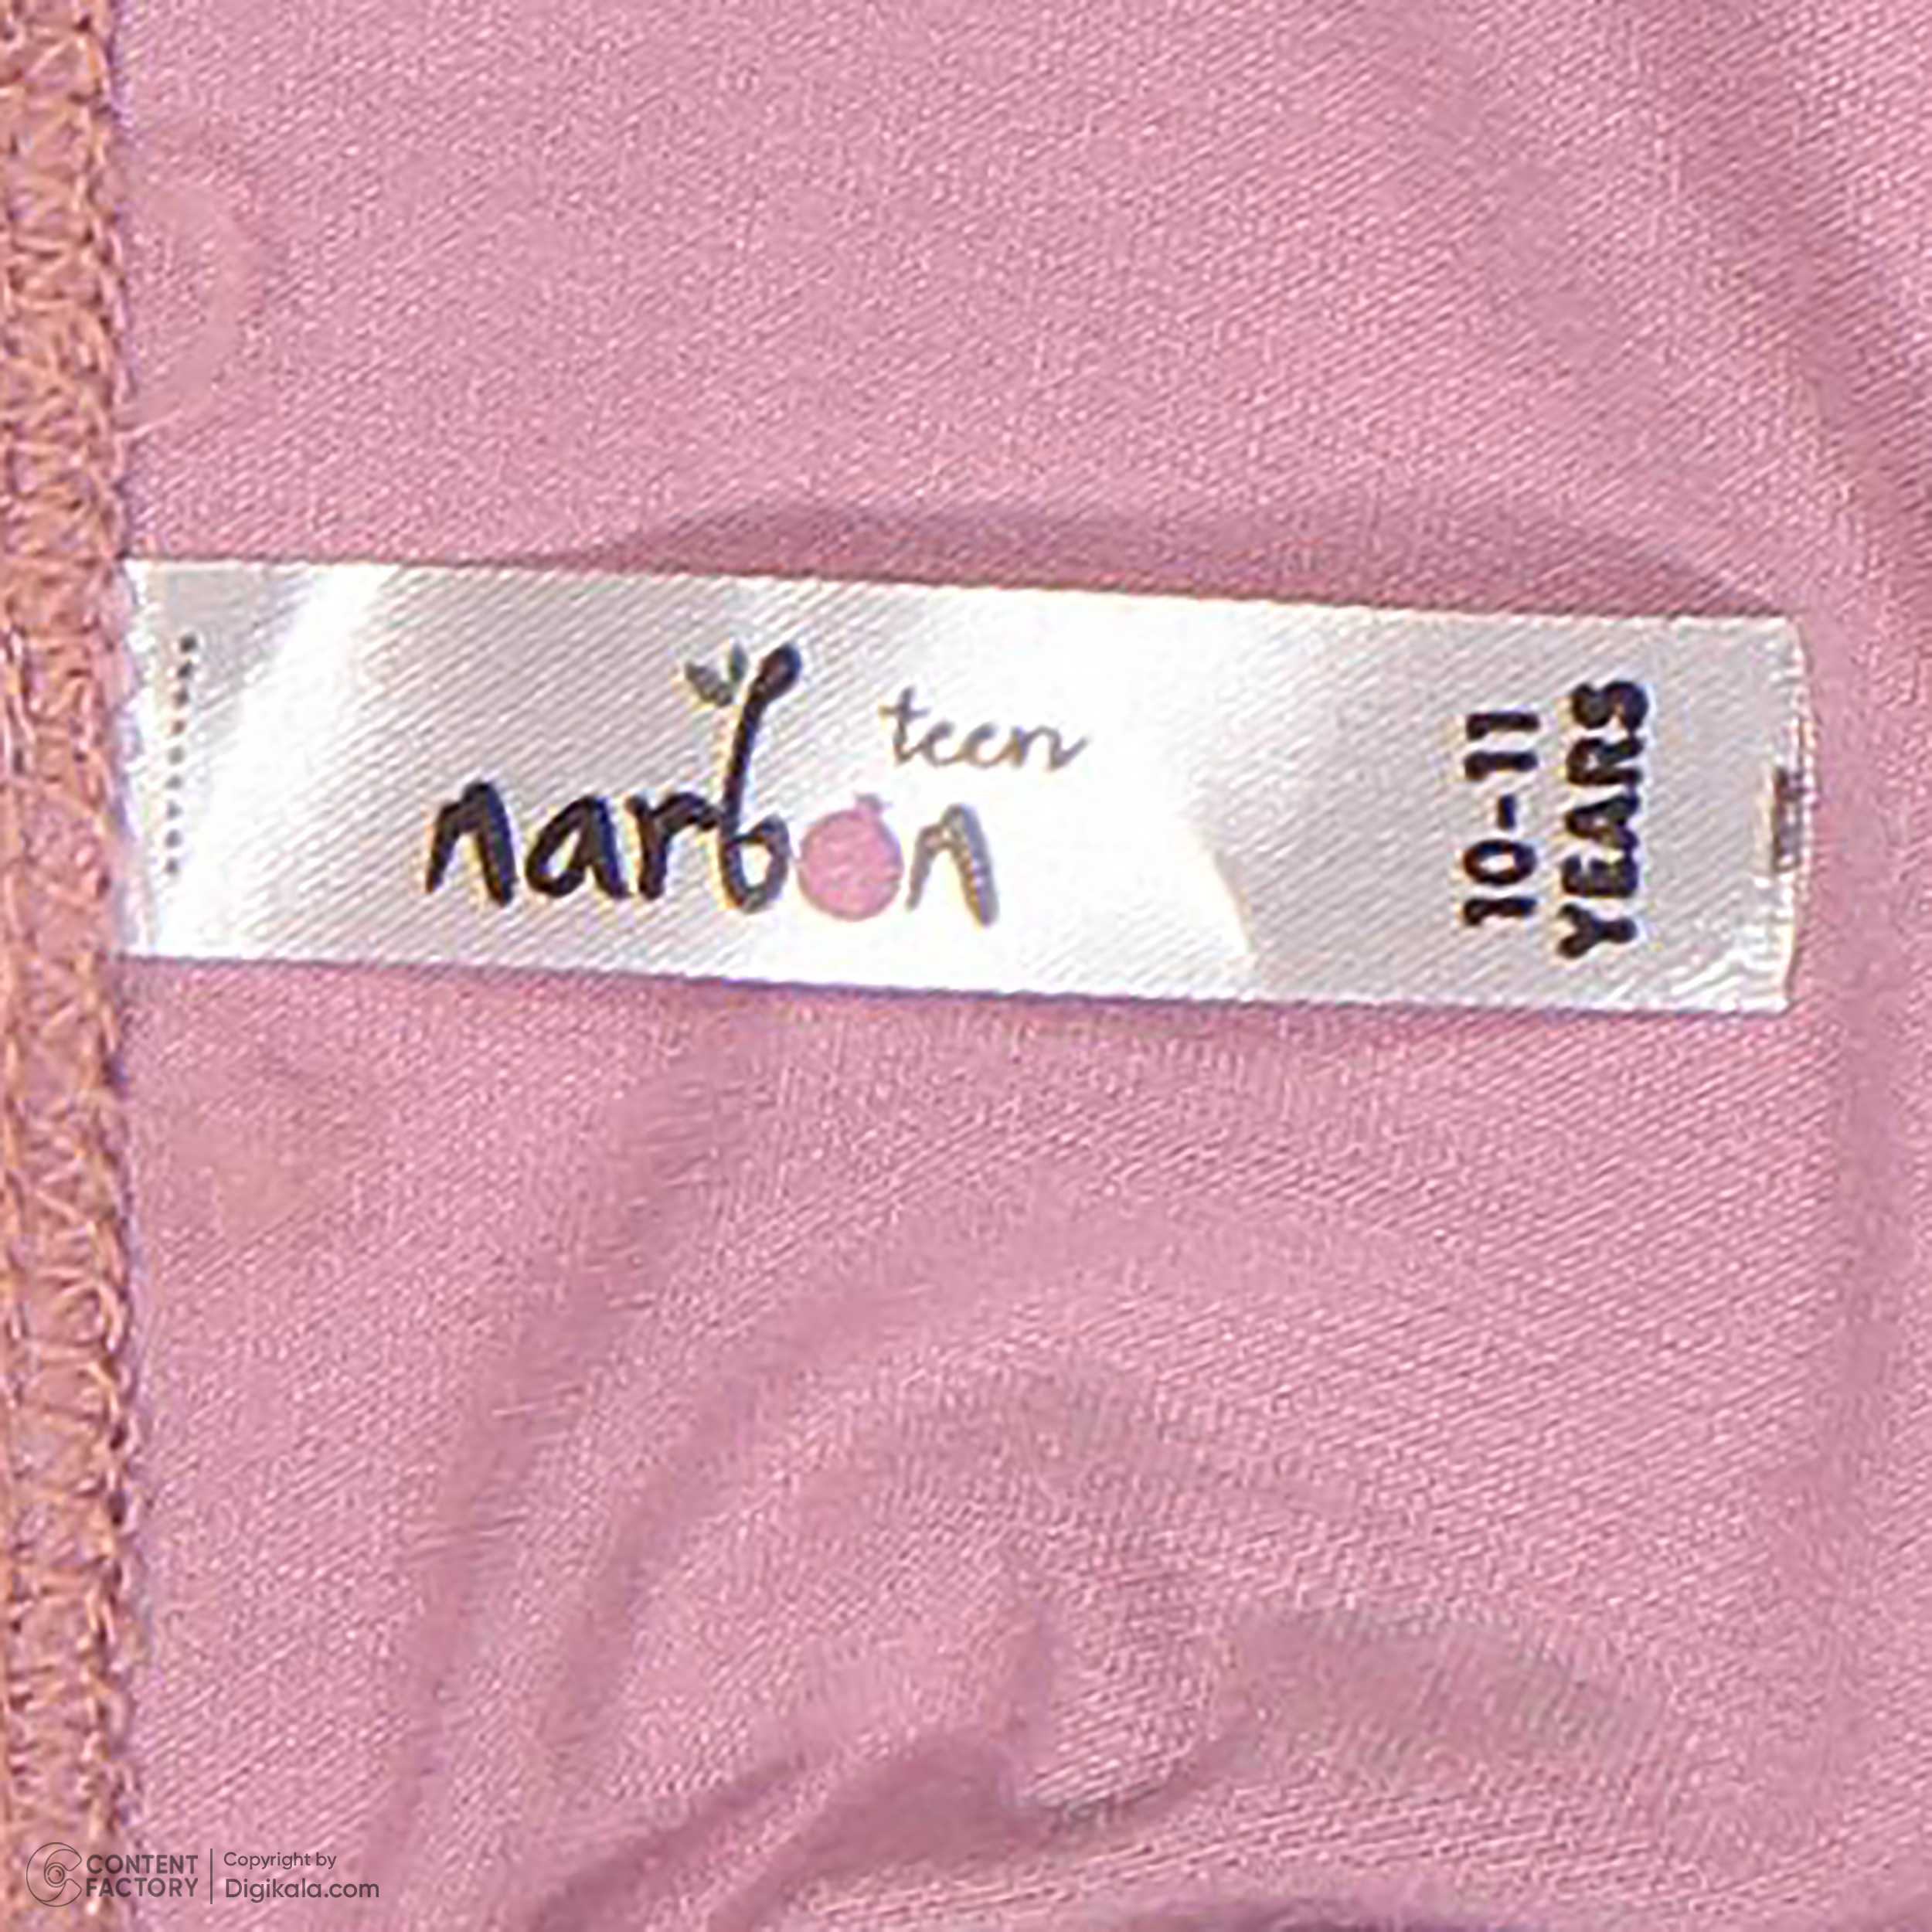 teen
narbon
10-11
YEARS
CONTENT
FACTORY
Copyright by
Digikala.com